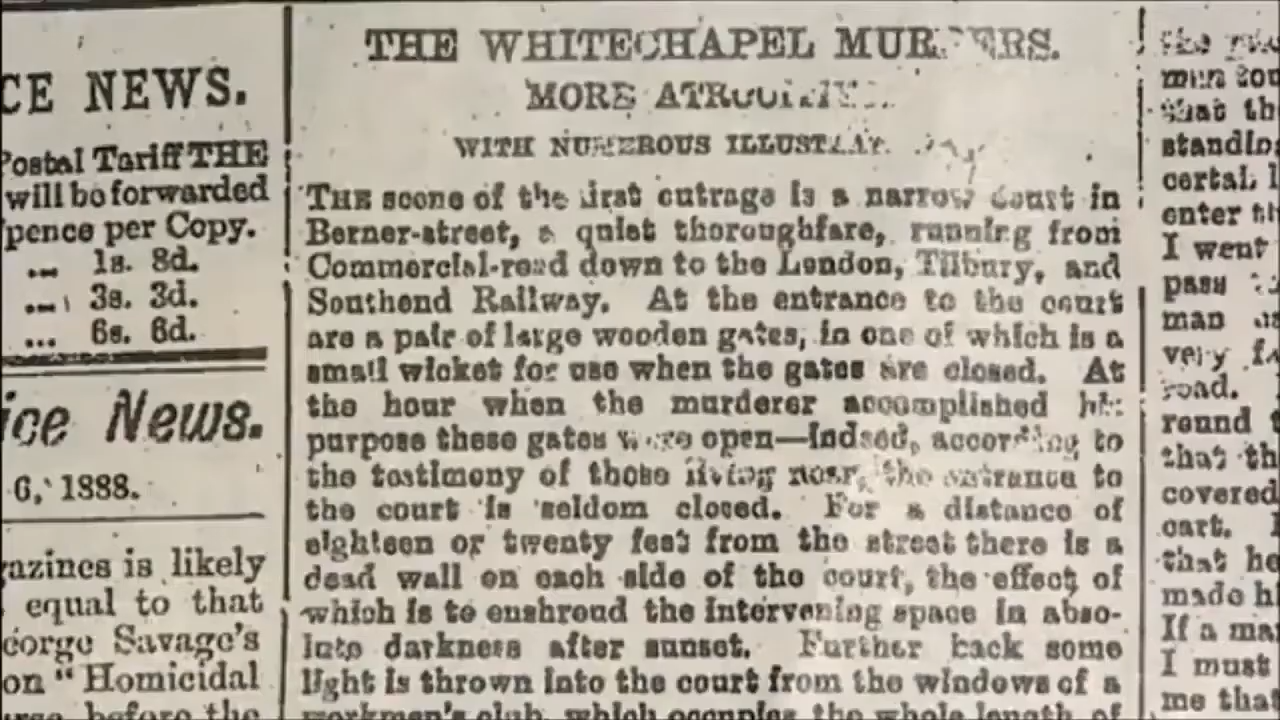 CE NEWS.
Postal Tariff THE
will be forwarded
pence per Copy.
... 1s. 8d.
... 3s. 3d.
... 6s. 6d.
ice News.
6, 1888.
azines is likely
equal to that
eorge Savage's
on "Homicidal
before the
THE WHITECHAPEL MURDERS.
MORE ATROCITIES.
WITH NUMEROUS ILLUSTRAT
THE scene of the first outrage is a narrow court in
Berner-street, a quiet thoroughfare, running from
Commercial-road down to the London, Tilbury, and
Southend Railway. At the entrance to the court
are a pair of large wooden gates, in one of which is a
small wicket for use when the gates are closed. At
the hour when the murderer accomplished his
purpose these gates were open—indeed, according to
the testimony of those living near, the entrance to
the court is seldom closed. For a distance of
eighteen or twenty feet from the street there is a
dead wall on each side of the court, the effect of
which is to enshroud the intervening space in abso-
lute darkness after sunset. Further back some
light is thrown into the court from the windows of a
workmen's club, which occupies the whole length of
the
men
that th
standing
certai
enter th
I went
pass
man
very f
road.
round t
that th
covered
cart.
that he
made h
If a ma
I must
me that